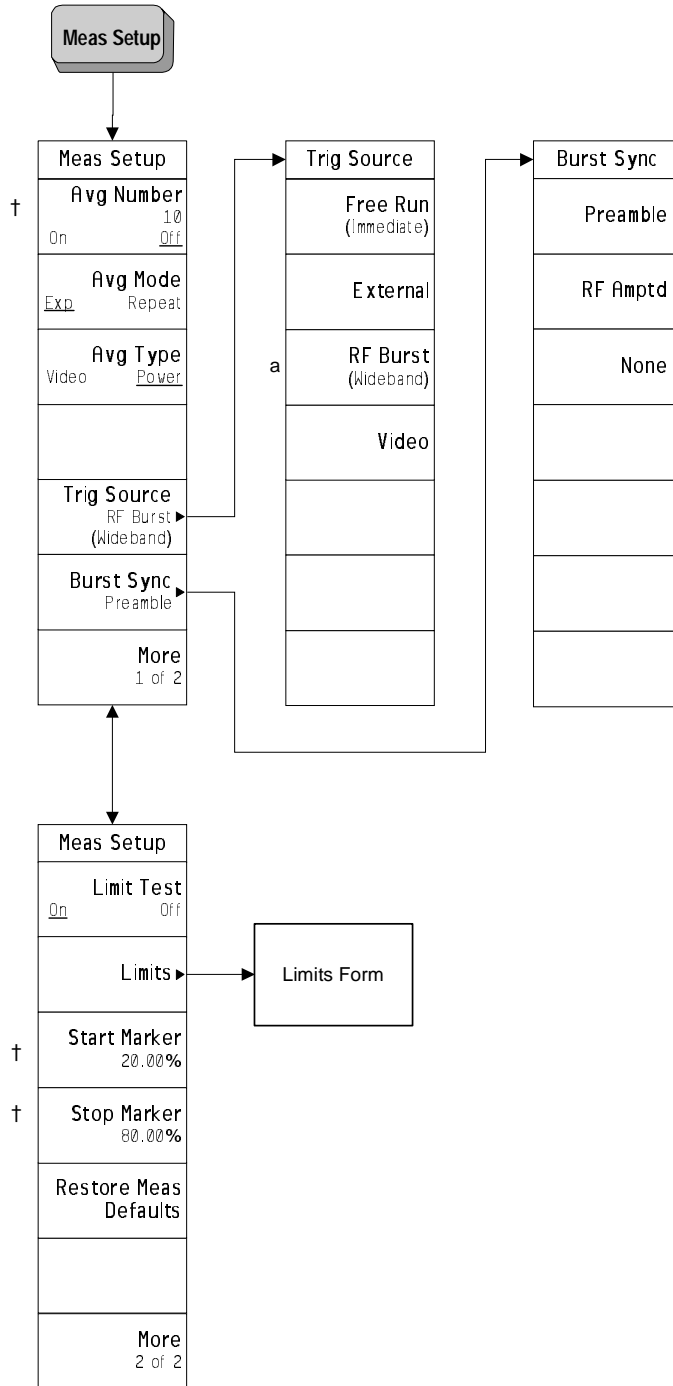 Meas Setup
Meas Setup
†
Avg Number
10
On Off
Avg Mode
Exp Repeat
Avg Type
Video Power
Trig Source
RF Burst
(Wideband)
Burst Sync
Preamble
More
1 of 2
Trig Source
Free Run
(Immediate)
External
a
RF Burst
(Wideband)
Video
Burst Sync
Preamble
RF Amptd
None
Meas Setup
Limit Test
On Off
Limits
Limits Form
†
Start Marker
20.00%
†
Stop Marker
80.00%
Restore Meas
Defaults
More
2 of 2